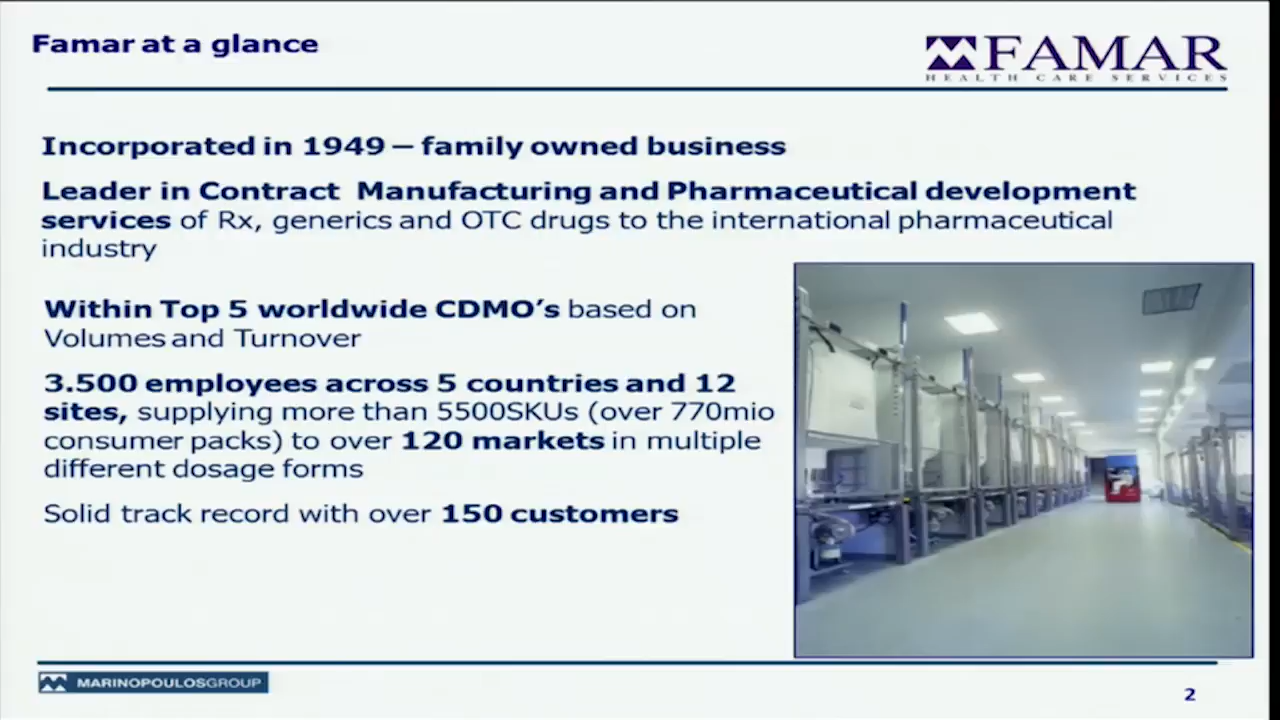 Famar at a glance
FAMAR
HEALTH CARE SERVICES
Incorporated in 1949 – family owned business
Leader in Contract Manufacturing and Pharmaceutical development
services of Rx, generics and OTC drugs to the international pharmaceutical
industry
Within Top 5 worldwide CDMO’s based on
Volumes and Turnover
3.500 employees across 5 countries and 12
sites, supplying more than 5500SKUs (over 770mio
consumer packs) to over 120 markets in multiple
different dosage forms
Solid track record with over 150 customers
MARINOPOULOSGROUP
2